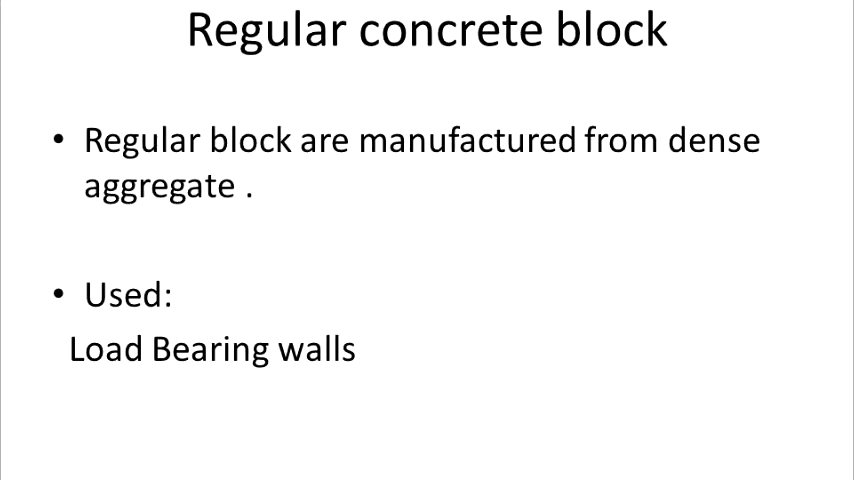 Regular concrete block
• Regular block are manufactured from dense
aggregate .
• Used:
Load Bearing walls